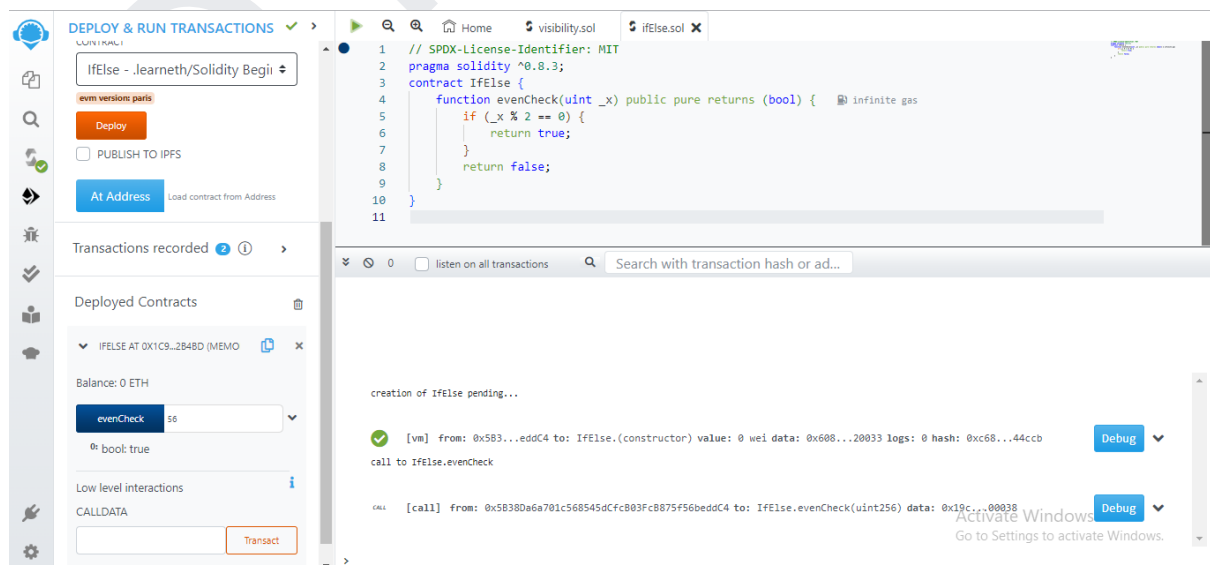 DEPLOY & RUN TRANSACTIONS
CONTRACT
IfElse - .learneth/Solidity Begin
evm version: paris
Deploy
PUBLISH TO IPFS
At Address Load contract from Address
Transactions recorded 2 i
Deployed Contracts
IFELSE AT 0X1C9...2B4BD (MEMO
Balance: 0 ETH
evenCheck 56
0: bool: true
Low level interactions
CALLDATA
Transact
Home visibility.sol ifElse.sol
1 // SPDX-License-Identifier: MIT
2 pragma solidity ^0.8.3;
3 contract IfElse {
4 function evenCheck(uint _x) public pure returns (bool) { infinite gas
5 if (_x % 2 == 0) {
6 return true;
7 }
8 return false;
9 }
10 }
11
0 listen on all transactions Search with transaction hash or ad...
creation of IfElse pending...
[vm] from: 0x5B3...eddC4 to: IfElse.(constructor) value: 0 wei data: 0x608...20033 logs: 0 hash: 0xc68...44ccb Debug
call to IfElse.evenCheck
CALL [call] from: 0x5B38Da6a701c568545dCfcB03FcB875f56beddC4 to: IfElse.evenCheck(uint256) data: 0x19c...00038 Debug
>
Activate Windows
Go to Settings to activate Windows.